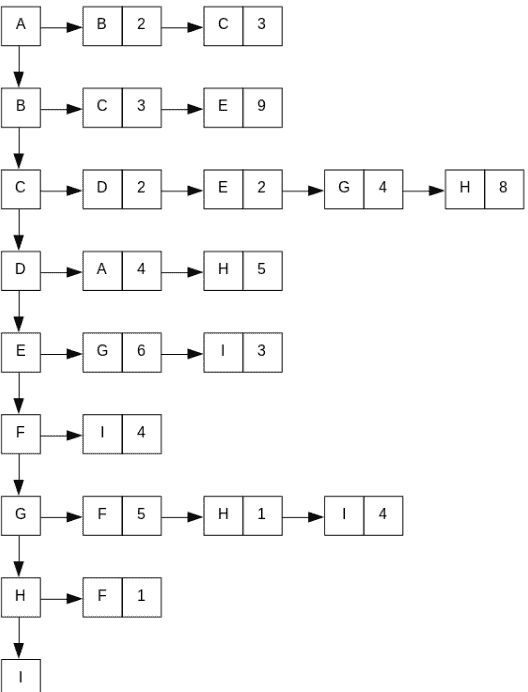 A B 2 C 3
B C 3 E 9
C D 2 E 2 G 4 H 8
D A 4 H 5
E G 6 I 3
F I 4
G F 5 H 1 I 4
H F 1
I